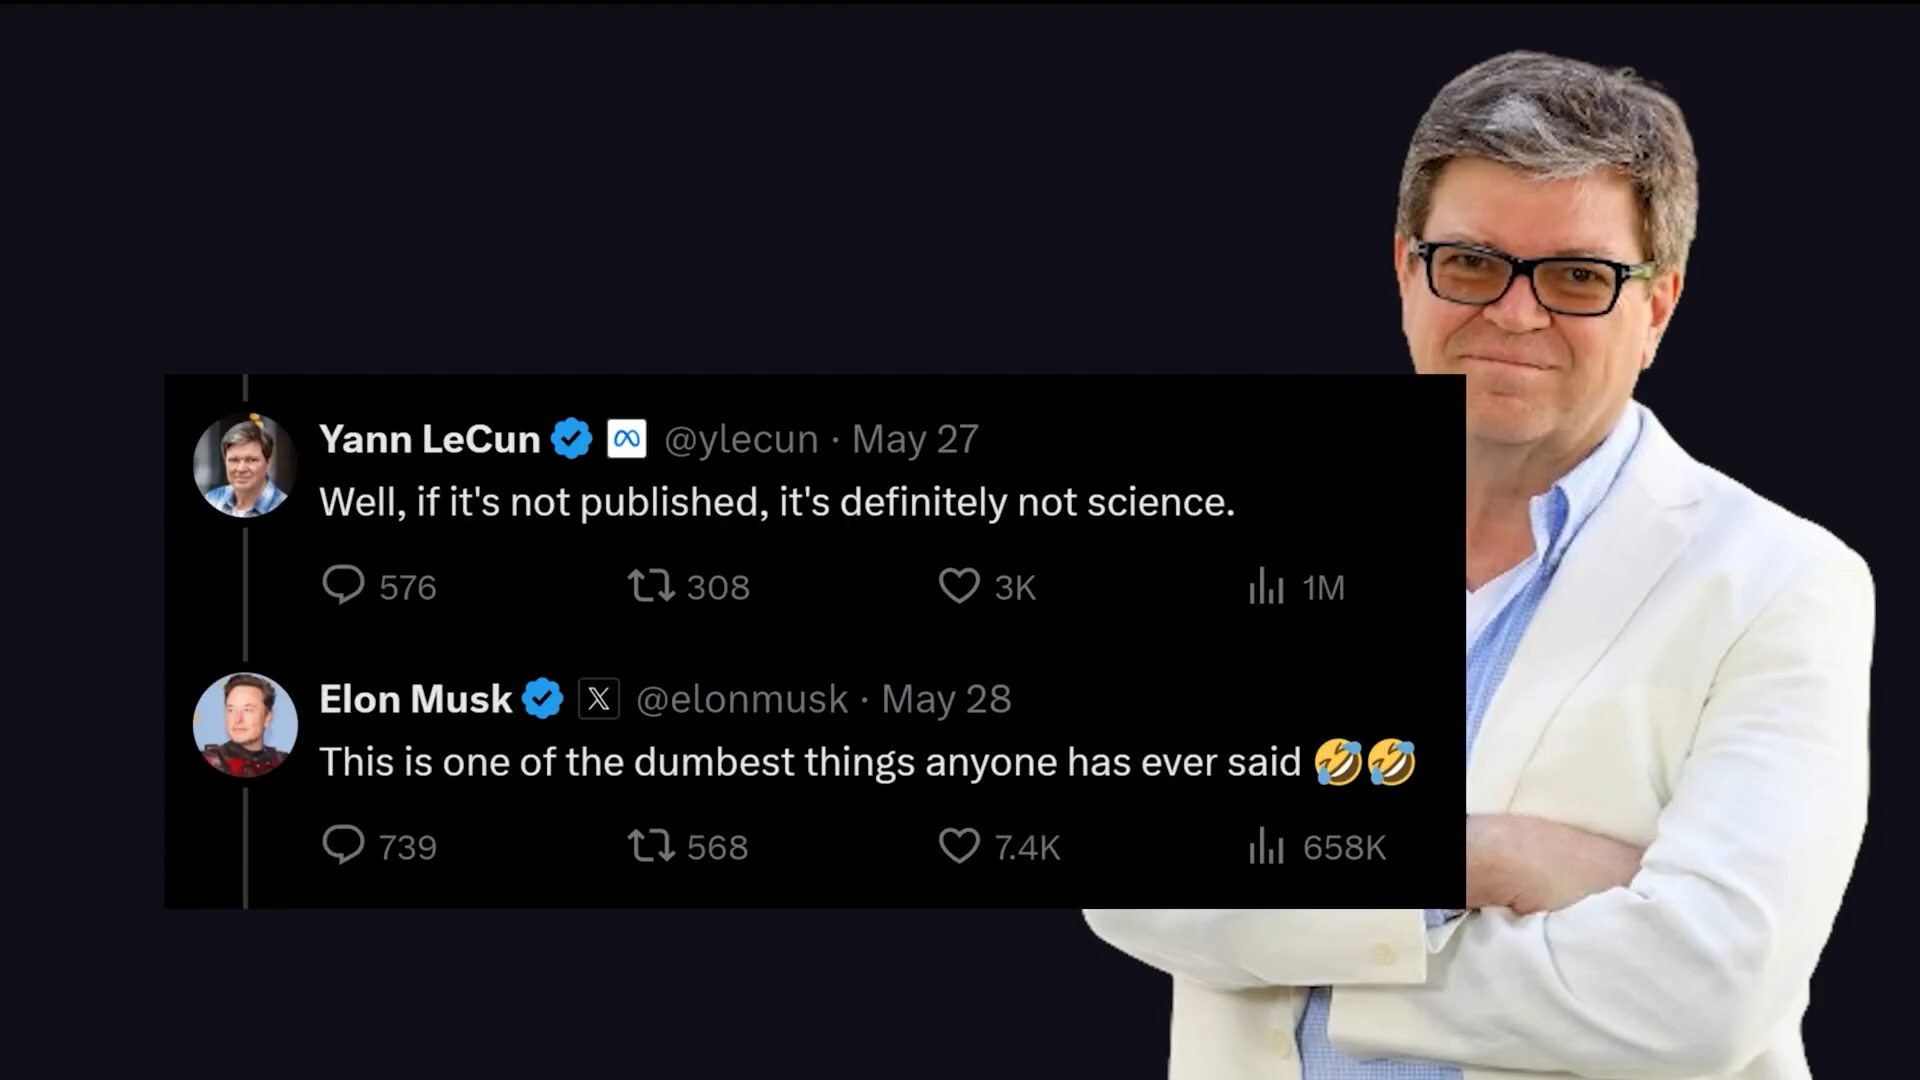 Yann LeCun @ylecun · May 27
Well, if it's not published, it's definitely not science.
576 308 3K 1M
Elon Musk X @elonmusk · May 28
This is one of the dumbest things anyone has ever said 🤣🤣
739 568 7.4K 658K